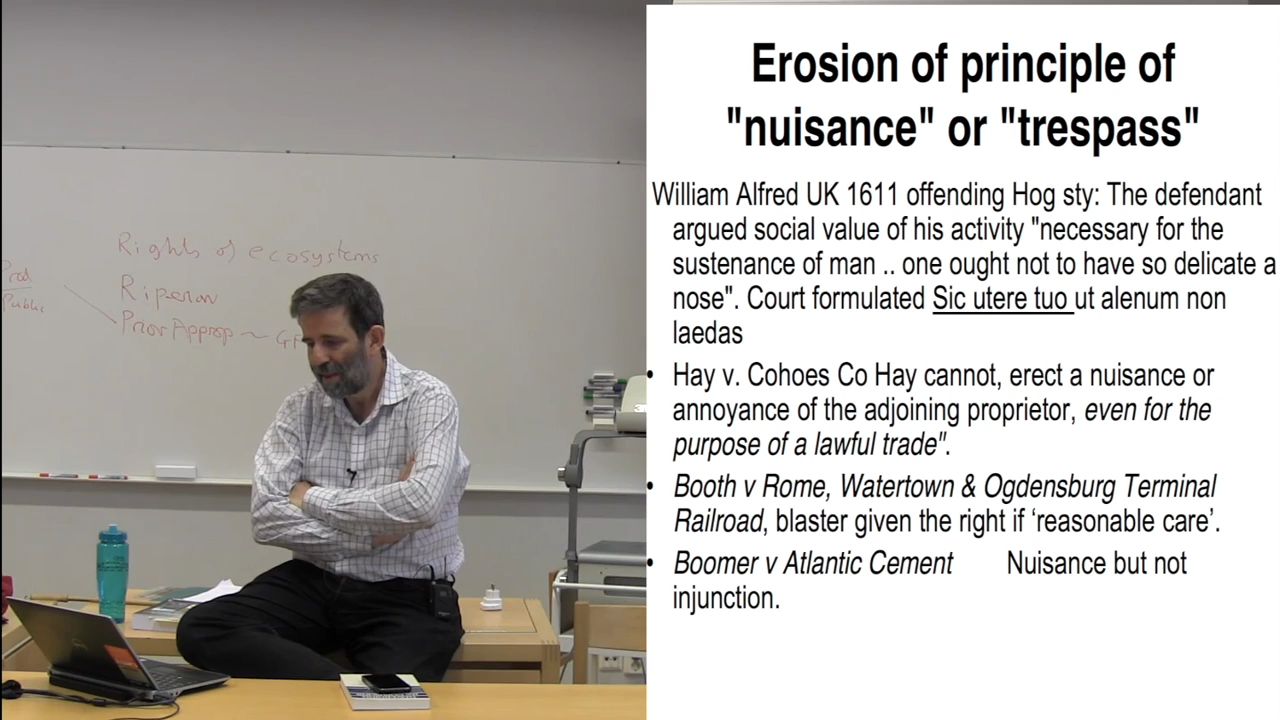 Erosion of principle of
"nuisance" or "trespass"
William Alfred UK 1611 offending Hog sty: The defendant
argued social value of his activity "necessary for the
sustenance of man .. one ought not to have so delicate a
nose". Court formulated Sic utere tuo ut alenum non
laedas
• Hay v. Cohoes Co Hay cannot, erect a nuisance or
annoyance of the adjoining proprietor, even for the
purpose of a lawful trade".
• Booth v Rome, Watertown & Ogdensburg Terminal
Railroad, blaster given the right if 'reasonable care'.
• Boomer v Atlantic Cement Nuisance but not
injunction.
Rights of ecosystems
Riperian
Prior Approp ~
Public